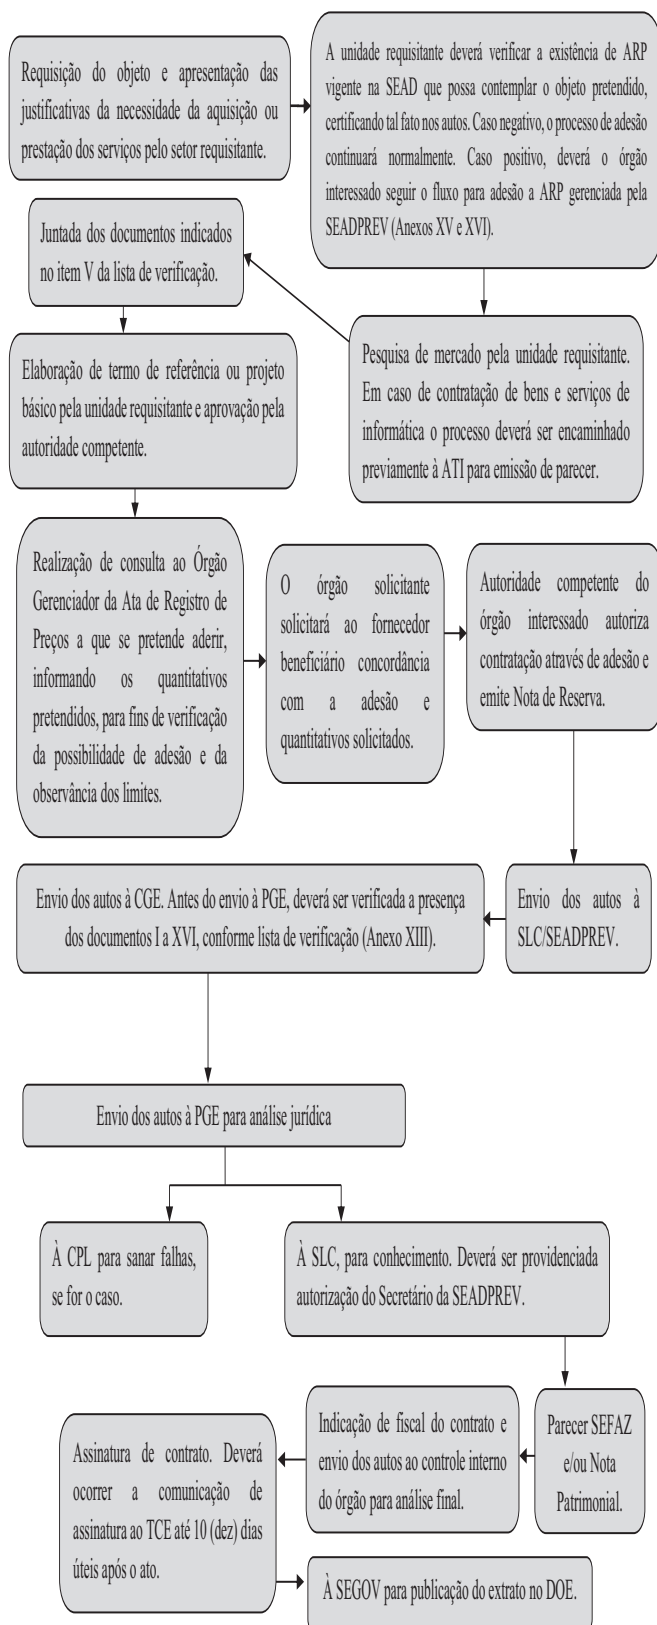 Requisição do objeto e apresentação das
justificativas da necessidade da aquisição ou
prestação dos serviços pelo setor requisitante.
A unidade requisitante deverá verificar a existência de ARP
vigente na SEAD que possa contemplar o objeto pretendido,
certificando tal fato nos autos. Caso negativo, o processo de adesão
continuará normalmente. Caso positivo, deverá o órgão
interessado seguir o fluxo para adesão a ARP gerenciada pela
SEADPREV (Anexos XV e XVI).
Pesquisa de mercado pela unidade requisitante.
Em caso de contratação de bens e serviços de
informática o processo deverá ser encaminhado
previamente à ATI para emissão de parecer.
Juntada dos documentos indicados
no item V da lista de verificação.
Elaboração de termo de referência ou projeto
básico pela unidade requisitante e aprovação pela
autoridade competente.
Realização de consulta ao Órgão
Gerenciador da Ata de Registro de
Preços a que se pretende aderir,
informando os quantitativos
pretendidos, para fins de verificação
da possibilidade de adesão e da
observância dos limites.
O órgão solicitante
solicitará ao fornecedor
beneficiário concordância
com a adesão e
quantitativos solicitados.
Autoridade competente do
órgão interessado autoriza
contratação através de adesão e
emite Nota de Reserva.
Envio dos autos à
SLC/SEADPREV.
Envio dos autos à CGE. Antes do envio à PGE, deverá ser verificada a presença
dos documentos I a XVI, conforme lista de verificação (Anexo XIII).
Envio dos autos à PGE para análise jurídica
À CPL para sanar falhas,
se for o caso.
À SLC, para conhecimento. Deverá ser providenciada
autorização do Secretário da SEADPREV.
Parecer SEFAZ
e/ou Nota
Patrimonial.
Indicação de fiscal do contrato e
envio dos autos ao controle interno
do órgão para análise final.
Assinatura de contrato. Deverá
ocorrer a comunicação de
assinatura ao TCE até 10 (dez) dias
úteis após o ato.
À SEGOV para publicação do extrato no DOE.